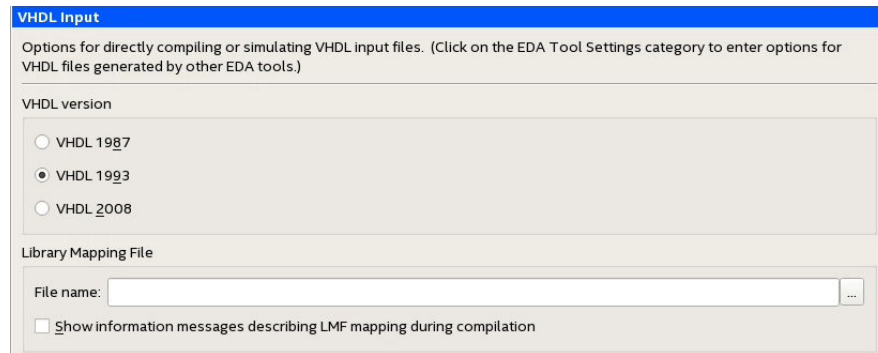 VHDL Input
Options for directly compiling or simulating VHDL input files. (Click on the EDA Tool Settings category to enter options for
VHDL files generated by other EDA tools.)
VHDL version
VHDL 1987
VHDL 1993
VHDL 2008
Library Mapping File
File name: ...
Show information messages describing LMF mapping during compilation